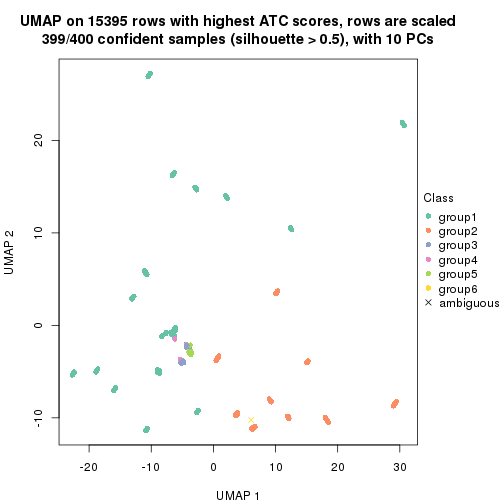 UMAP on 15395 rows with highest ATC scores, rows are scaled
399/400 confident samples (silhouette > 0.5), with 10 PCs
20
10
0
-10
UMAP 2
-20
-10
0
10
20
30
UMAP 1
Class
group1
group2
group3
group4
group5
group6
ambiguous